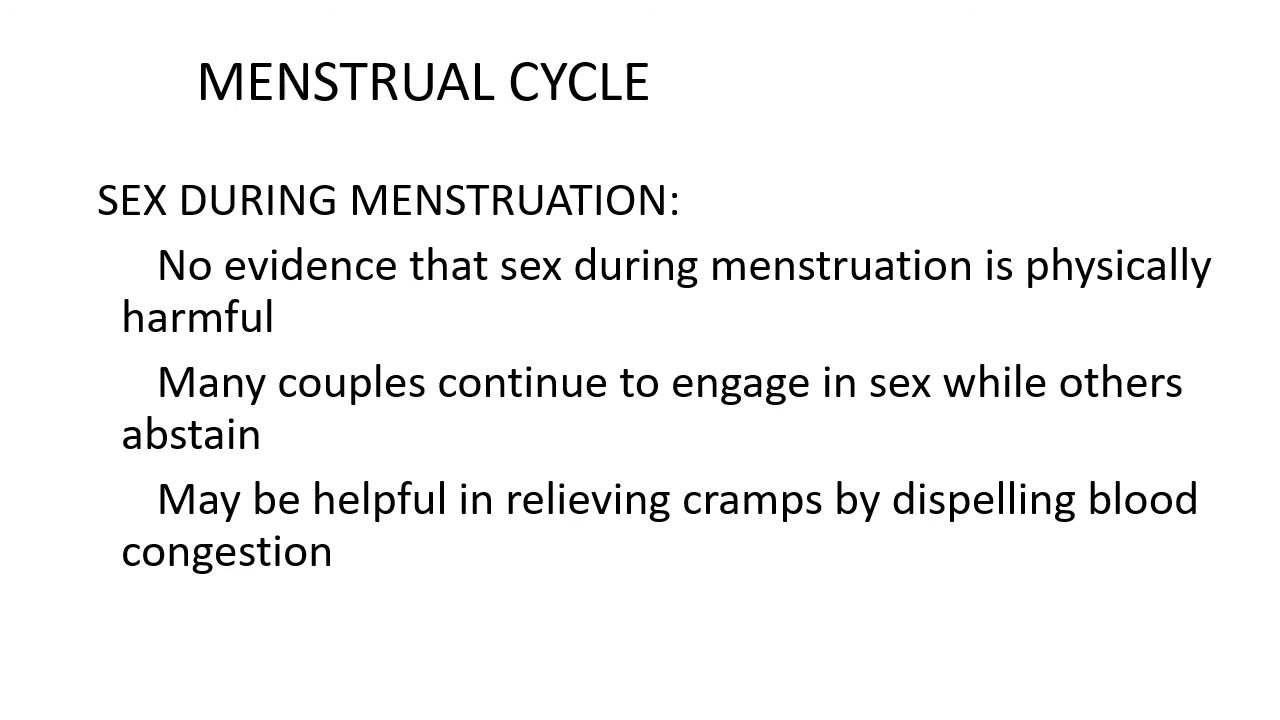 MENSTRUAL CYCLE
SEX DURING MENSTRUATION:
No evidence that sex during menstruation is physically
harmful
Many couples continue to engage in sex while others
abstain
May be helpful in relieving cramps by dispelling blood
congestion